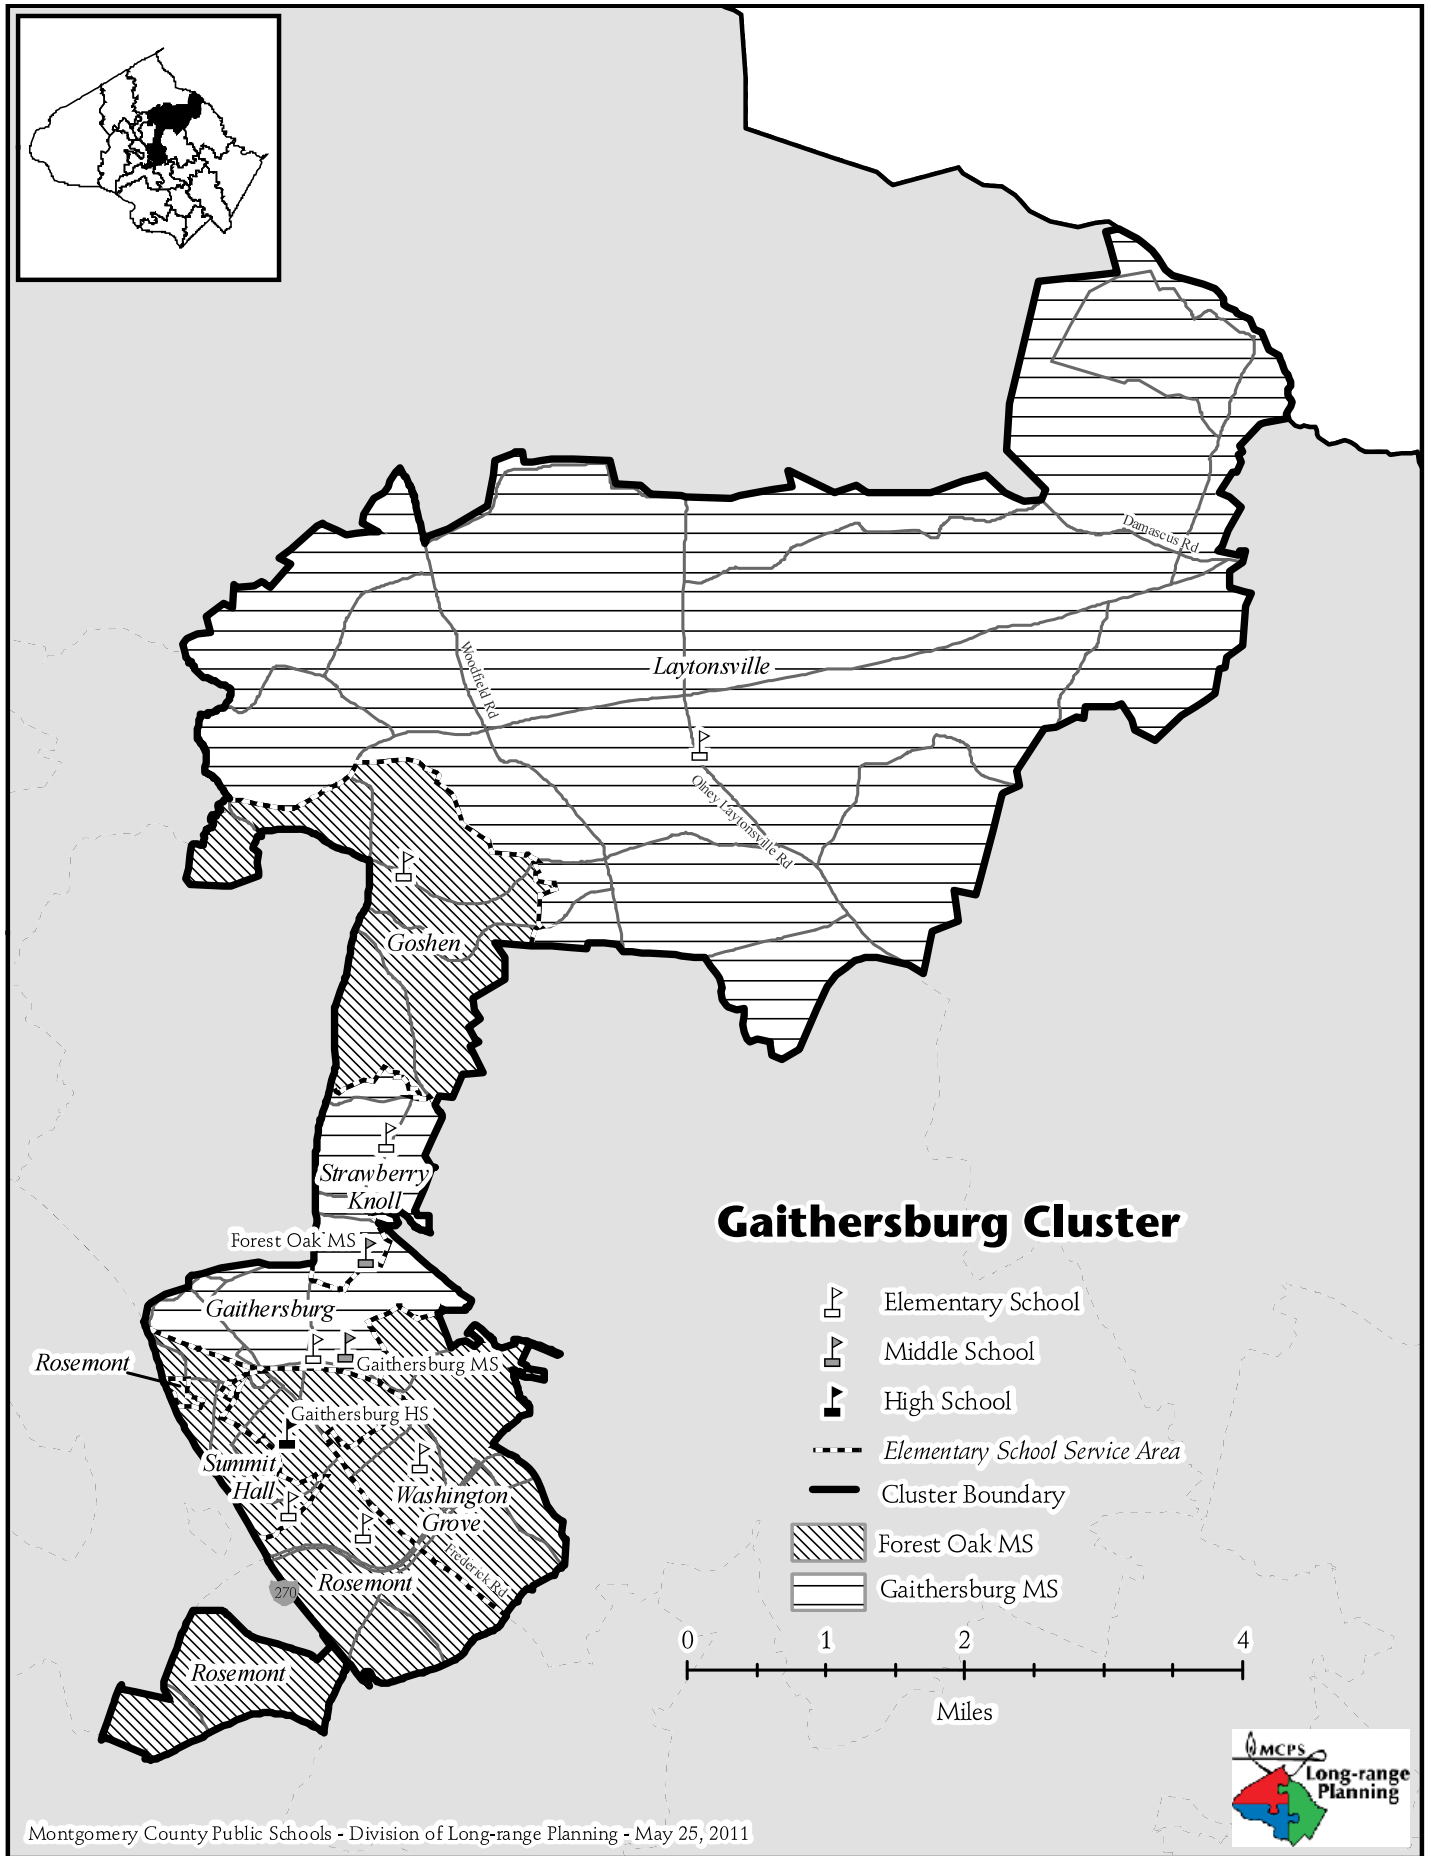 Damascus Rd
Woodfield Rd
Laytonsville
Olney Laytonsville Rd
Goshen
Strawberry
Knoll
Forest Oak MS
Gaithersburg
Rosemont
Gaithersburg MS
Gaithersburg HS
Summit
Hall
Washington
Grove
Frederick Rd
Rosemont
270
Rosemont
Gaithersburg Cluster
Elementary School
Middle School
High School
Elementary School Service Area
Cluster Boundary
Forest Oak MS
Gaithersburg MS
0 1 2 4
Miles
MCPS
Long-range
Planning
Montgomery County Public Schools - Division of Long-range Planning - May 25, 2011